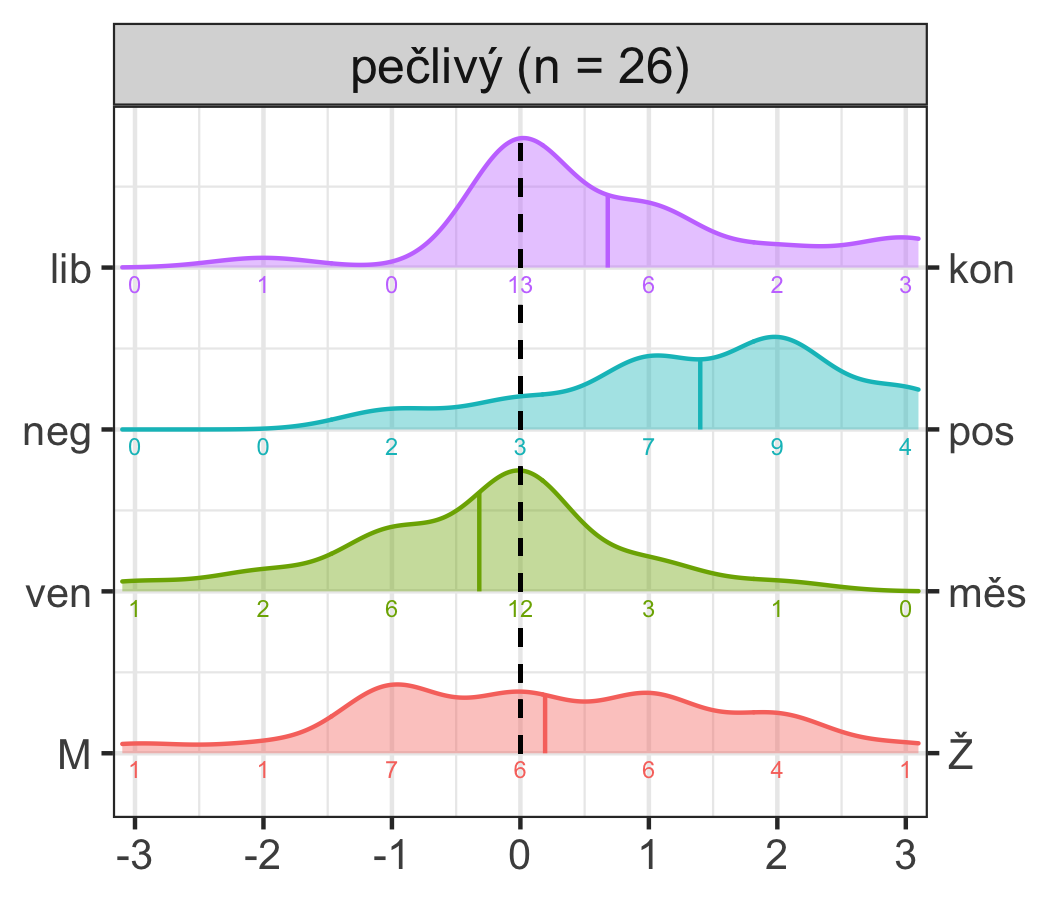 pečlivý (n = 26)
lib kon
0 1 0 13 6 2 3
neg pos
0 0 2 3 7 9 4
ven měs
1 2 6 12 3 1 0
M Ž
1 1 7 6 6 4 1
-3 -2 -1 0 1 2 3